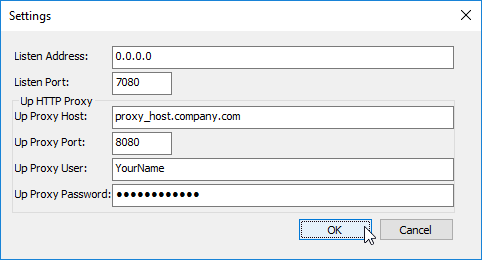 Settings
Listen Address: 0.0.0.0
Listen Port: 7080
Up HTTP Proxy
Up Proxy Host: proxy_host.company.com
Up Proxy Port: 8080
Up Proxy User: YourName
Up Proxy Password: ●●●●●●●●●●●●
OK Cancel